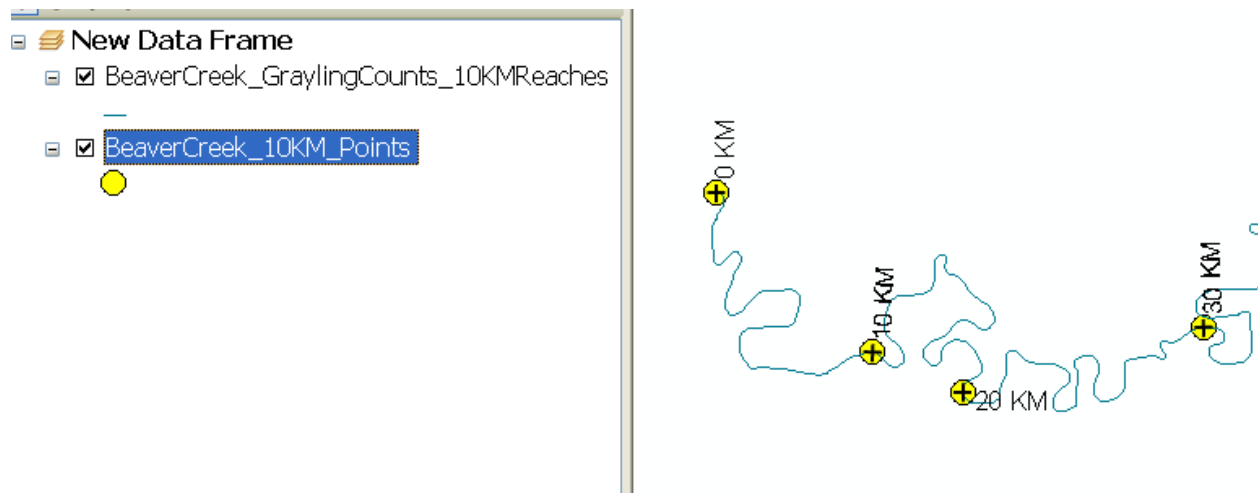 New Data Frame
BeaverCreek_GraylingCounts_10KMReaches
BeaverCreek_10KM_Points
0 KM
10 KM
20 KM
30 KM